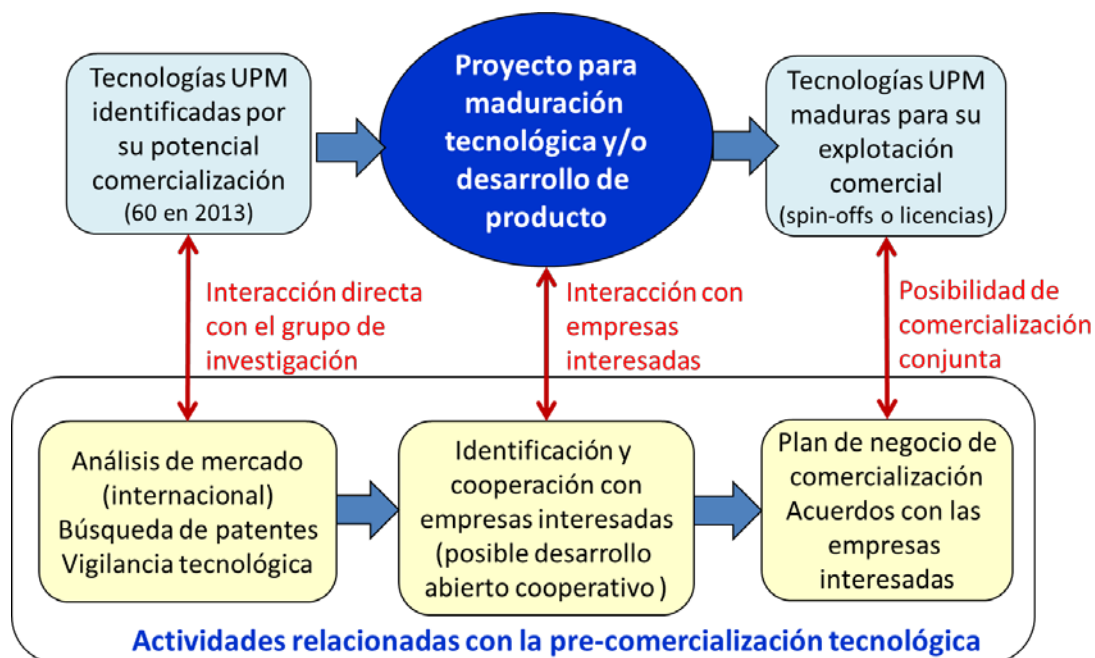 Tecnologías UPM
identificadas por
su potencial
comercialización
(60 en 2013)
Proyecto para
maduración
tecnológica y/o
desarrollo de
producto
Tecnologías UPM
maduras para su
explotación
comercial
(spin-offs o licencias)
Interacción directa
con el grupo de
investigación
Interacción con
empresas
interesadas
Posibilidad de
comercialización
conjunta
Análisis de mercado
(internacional)
Búsqueda de patentes
Vigilancia tecnológica
Identificación y
cooperación con
empresas interesadas
(posible desarrollo
abierto cooperativo )
Plan de negocio de
comercialización
Acuerdos con las
empresas
interesadas
Actividades relacionadas con la pre-comercialización tecnológica